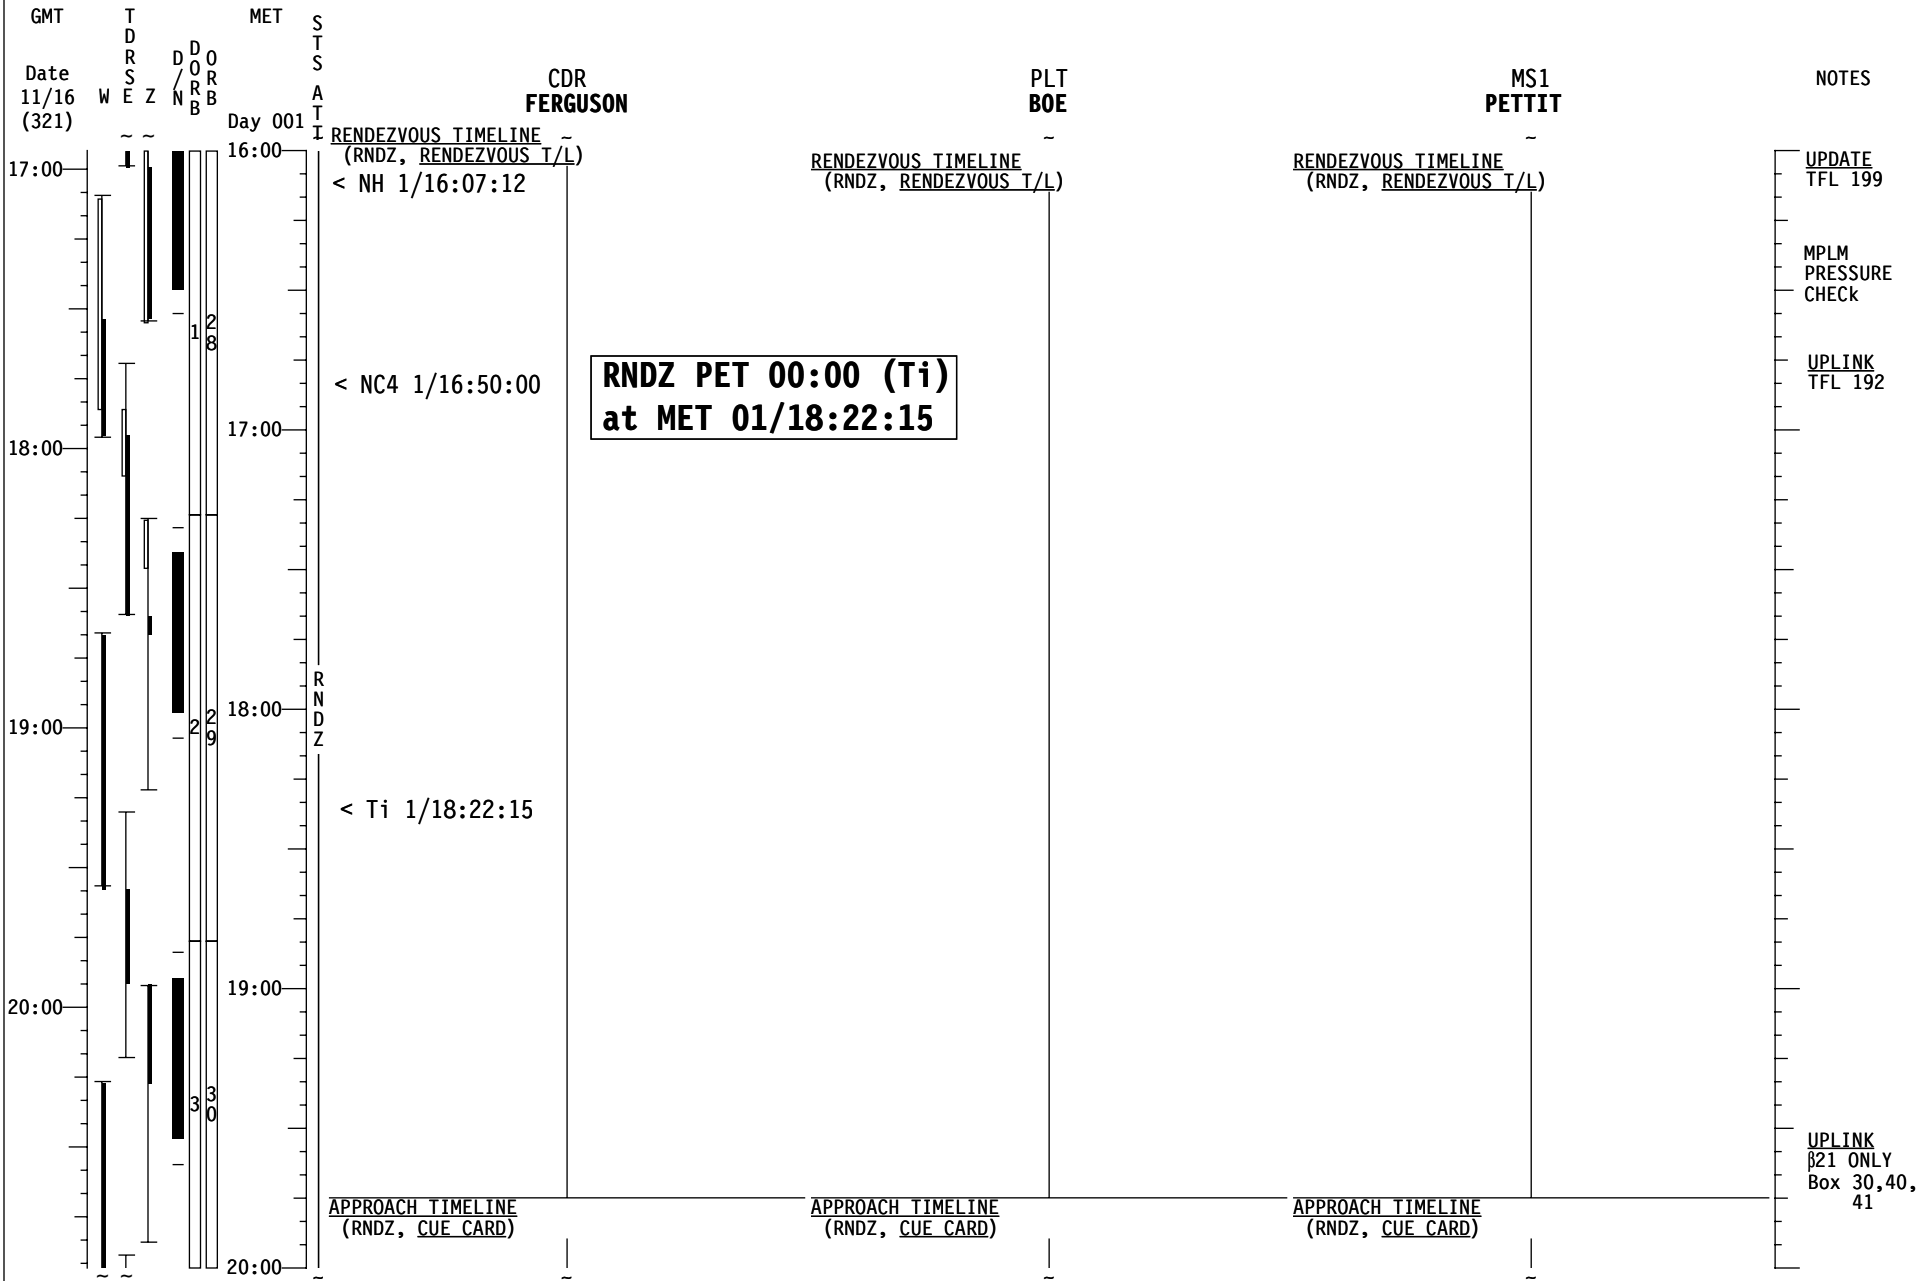 GMT
TDRSE
MET
STS ATT
Date
11/16
(321)
W E Z
D/N
DORB
ORB
Day 001
CDR
FERGUSON
PLT
BOE
MS1
PETTIT
NOTES
~ ~ ~ ~ ~
16:00
RENDEZVOUS TIMELINE
(RNDZ, RENDEZVOUS T/L)
RENDEZVOUS TIMELINE
(RNDZ, RENDEZVOUS T/L)
RENDEZVOUS TIMELINE
(RNDZ, RENDEZVOUS T/L)
UPDATE
TFL 199
17:00
< NH 1/16:07:12
MPLM
PRESSURE
CHECk
1
28
< NC4 1/16:50:00
RNDZ PET 00:00 (Ti)
at MET 01/18:22:15
UPLINK
TFL 192
17:00
18:00
RNDZ
18:00
19:00
2
29
< Ti 1/18:22:15
19:00
20:00
3
30
UPLINK
β21 ONLY
Box 30,40,
41
APPROACH TIMELINE
(RNDZ, CUE CARD)
APPROACH TIMELINE
(RNDZ, CUE CARD)
APPROACH TIMELINE
(RNDZ, CUE CARD)
20:00
~ ~ ~ ~ ~ ~